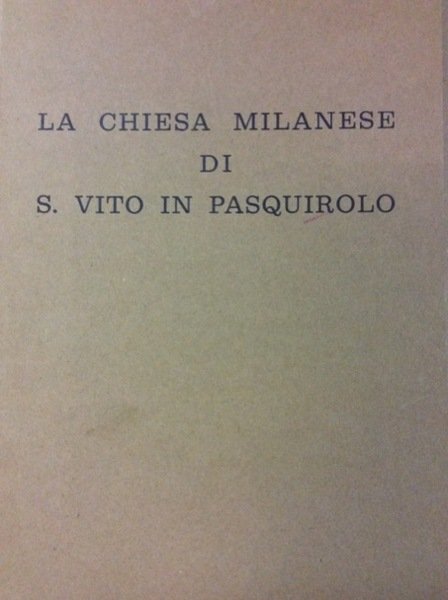 LA CHIESA MILANESE
DI
S. VITO IN PASQUIROLO